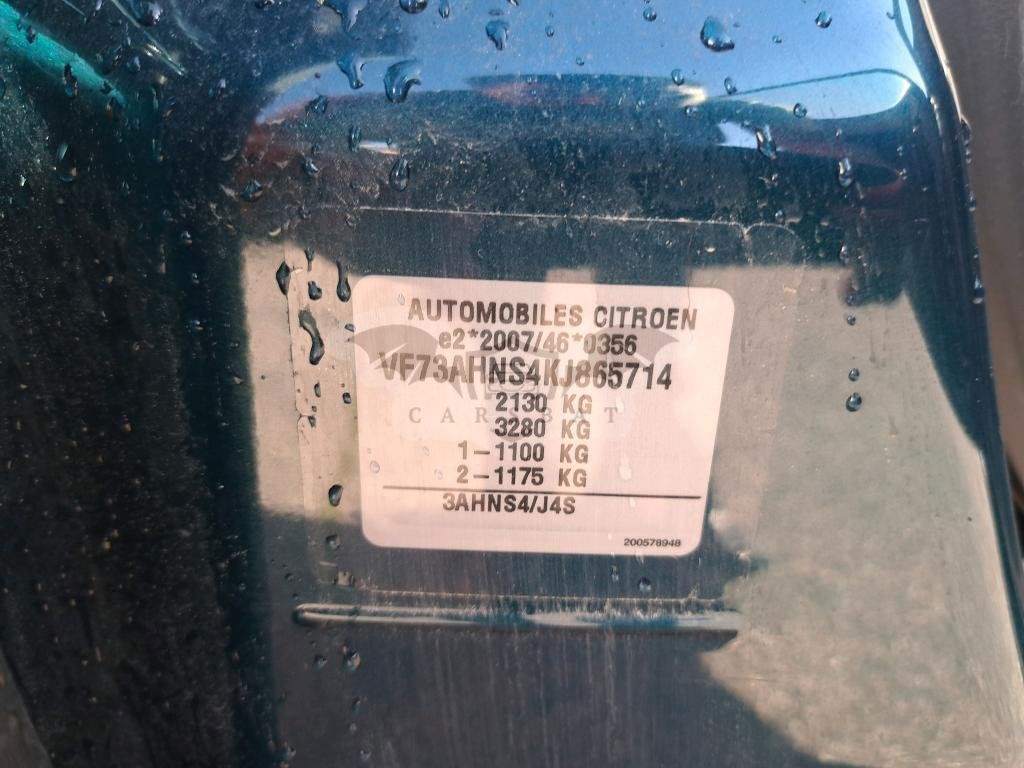 AUTOMOBILES CITROEN
e2*2007/46*0356
VF73AHNS4KJ865714
2130 KG
CARSBAT
3280 KG
1-1100 KG
2-1175 KG
3AHNS4/J4S
200578948